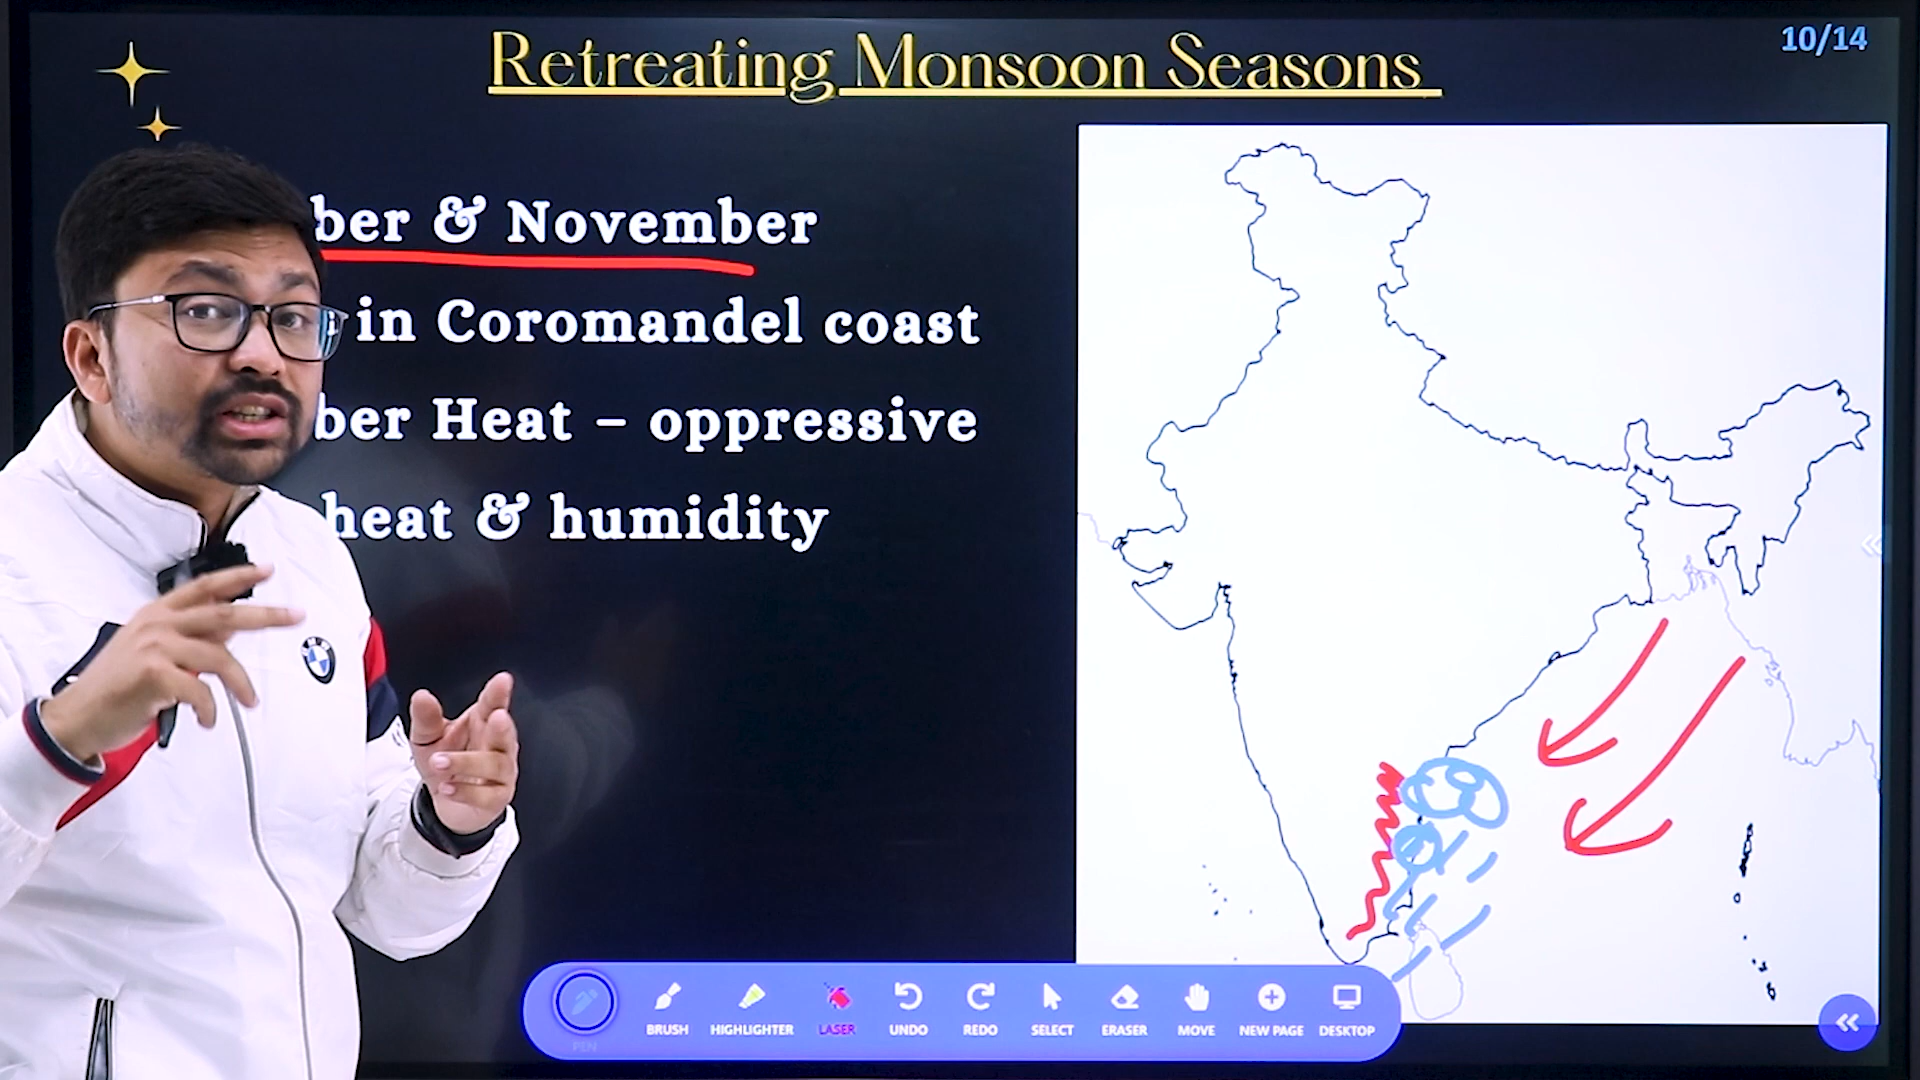 Retreating Monsoon Seasons
10/14
ber & November
in Coromandel coast
ber Heat – oppressive
heat & humidity
PEN
BRUSH
HIGHLIGHTER
LASER
UNDO
REDO
SELECT
ERASER
MOVE
NEW PAGE
DESKTOP